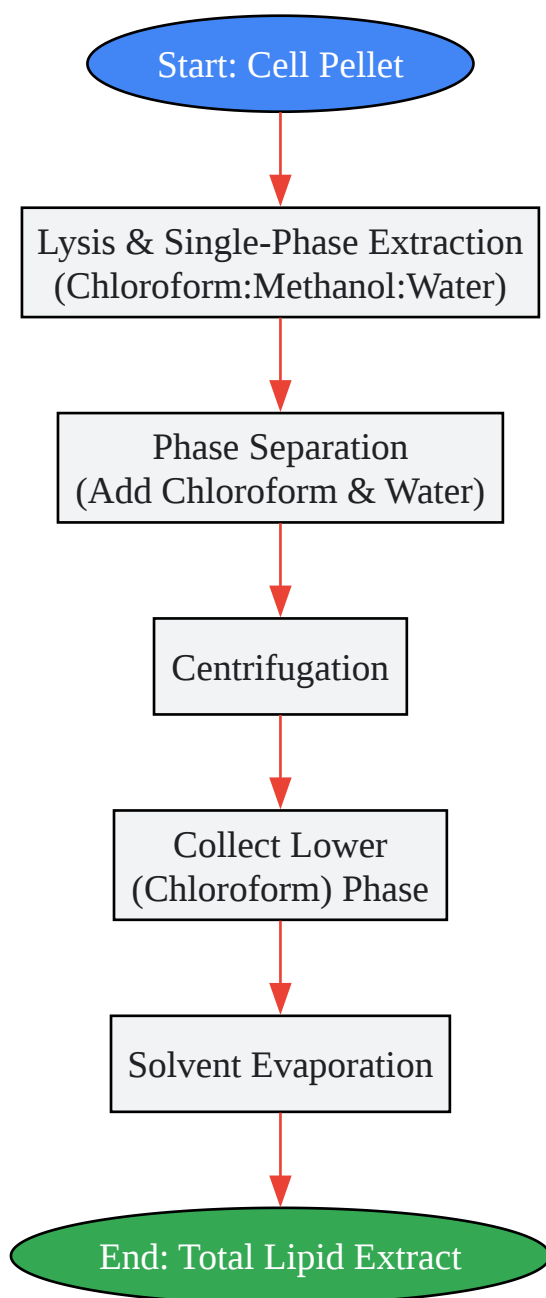 Start: Cell Pellet
Lysis & Single-Phase Extraction
(Chloroform:Methanol:Water)
Phase Separation
(Add Chloroform & Water)
Centrifugation
Collect Lower
(Chloroform) Phase
Solvent Evaporation
End: Total Lipid Extract